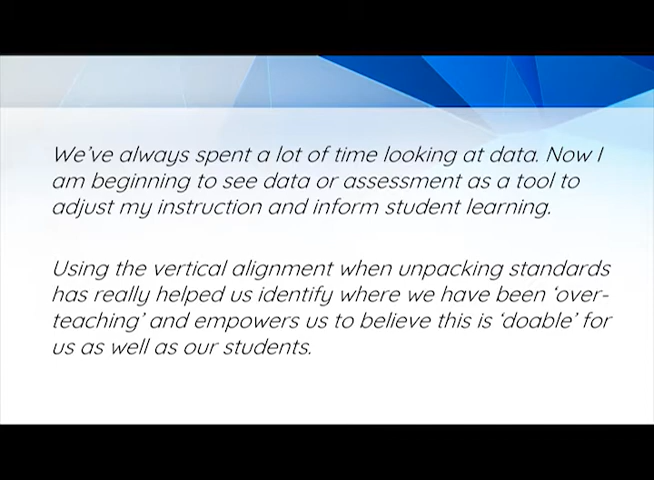 We've always spent a lot of time looking at data. Now I
am beginning to see data or assessment as a tool to
adjust my instruction and inform student learning.
Using the vertical alignment when unpacking standards
has really helped us identify where we have been 'over-
teaching' and empowers us to believe this is 'doable' for
us as well as our students.